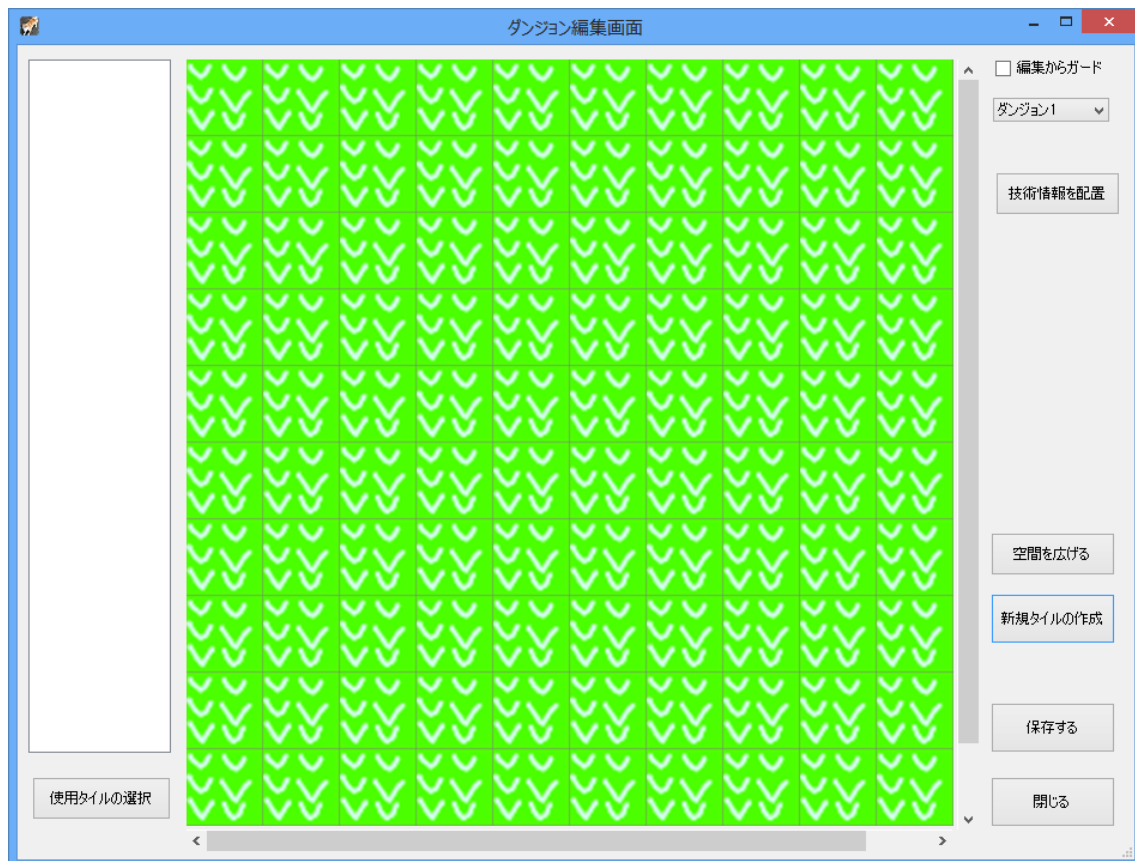 ダンジョン編集画面
編集からガード
ダンジョン1
技術情報を配置
空間を広げる
新規タイルの作成
保存する
使用タイルの選択
閉じる